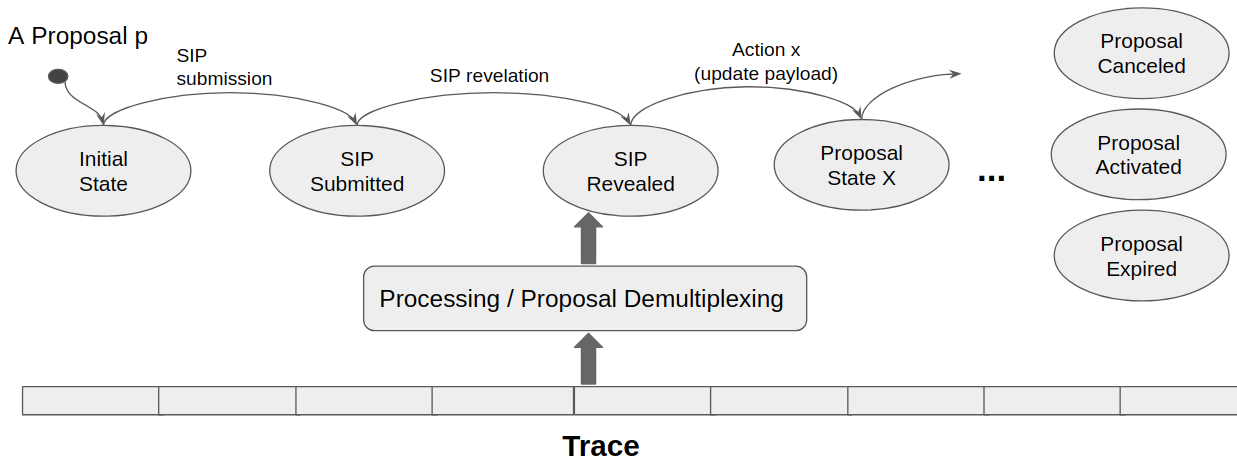 A Proposal p
SIP
submission
SIP revelation
Action x
(update payload)
Initial
State
SIP
Submitted
SIP
Revealed
Proposal
State X
...
Proposal
Canceled
Proposal
Activated
Proposal
Expired
Processing / Proposal Demultiplexing
Trace